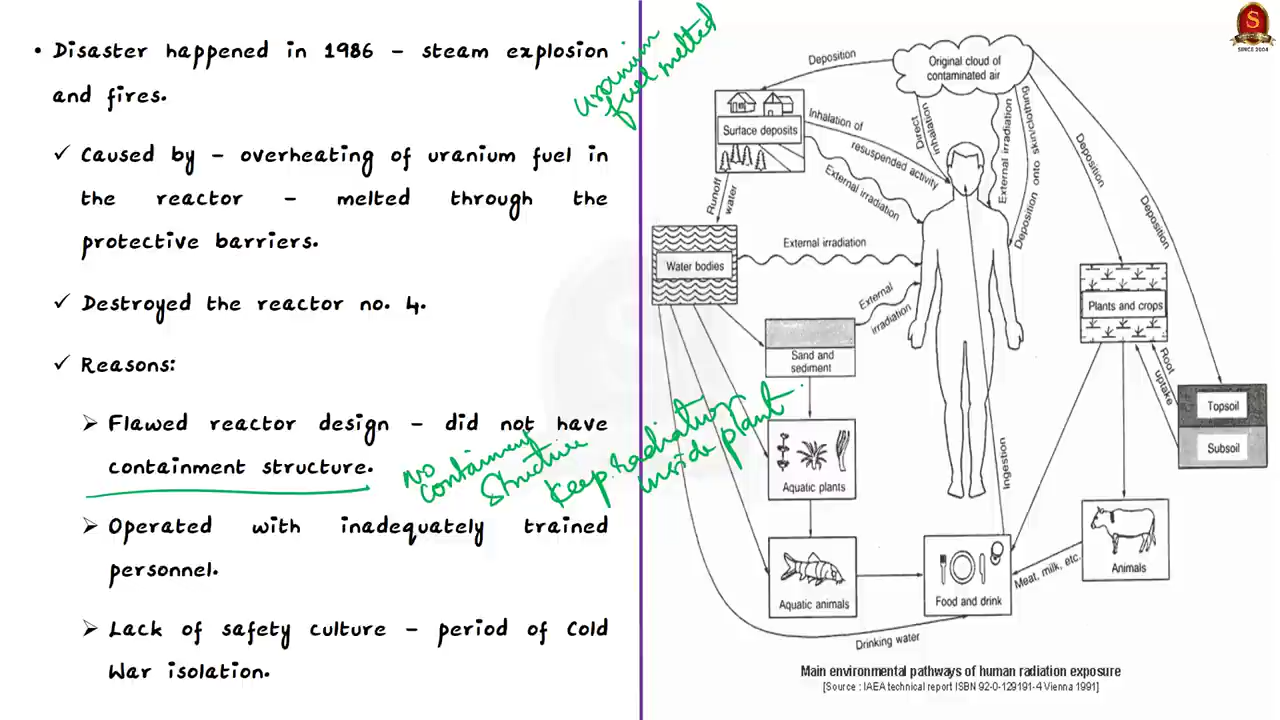 • Disaster happened in 1986 – steam explosion
and fires.
✓ Caused by – overheating of uranium fuel in
the reactor – melted through the
protective barriers.
✓ Destroyed the reactor no. 4.
✓ Reasons:
➢ Flawed reactor design – did not have
containment structure.
➢ Operated with inadequately trained
personnel.
➢ Lack of safety culture – period of Cold
War isolation.
uranium
fuel melted
No
containment
structure
keep radiation
inside plant.
S
SINCE 2004
Original cloud of
contaminated air
Deposition
Surface deposits
Inhalation of
resuspended activity
Direct
inhalation
External irradiation
Deposition onto skin/clothing
Deposition
Deposition
External irradiation
Runoff
water
Water bodies
External irradiation
External
irradiation
Sand and
sediment
Plants and crops
Root
uptake
Topsoil
Subsoil
Aquatic plants
Ingestion
Aquatic animals
Food and drink
Meat, milk, etc.
Animals
Drinking water
Main environmental pathways of human radiation exposure
[Source : IAEA technical report ISBN 92-0-129191-4 Vienna 1991]